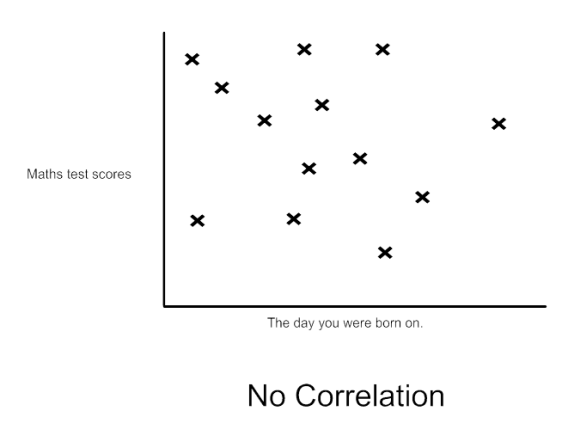 Maths test scores
The day you were born on.
No Correlation